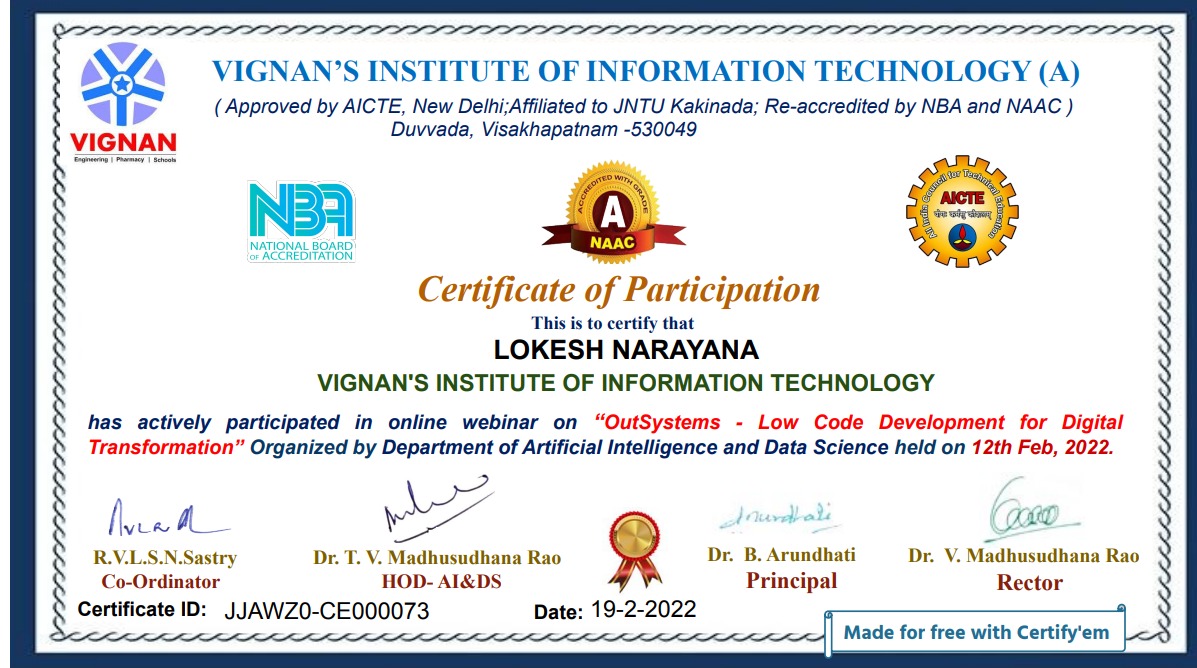 VIGNAN'S INSTITUTE OF INFORMATION TECHNOLOGY (A)
( Approved by AICTE, New Delhi;Affiliated to JNTU Kakinada; Re-accredited by NBA and NAAC )
Duvvada, Visakhapatnam -530049
VIGNAN
Engineering | Pharmacy | Schools
NBA
NATIONAL BOARD
OF ACCREDITATION
ACCREDITED WITH GRADE
A
NAAC
All India Council for Technical Education
AICTE
योगः कर्मसु कौशलम्
Certificate of Participation
This is to certify that
LOKESH NARAYANA
VIGNAN'S INSTITUTE OF INFORMATION TECHNOLOGY
has actively participated in online webinar on “OutSystems - Low Code Development for Digital
Transformation” Organized by Department of Artificial Intelligence and Data Science held on 12th Feb, 2022.
R.V.L.S.N.Sastry
Co-Ordinator
Dr. T. V. Madhusudhana Rao
HOD- AI&DS
Dr. B. Arundhati
Principal
Dr. V. Madhusudhana Rao
Rector
Certificate ID: JJAWZ0-CE000073
Date: 19-2-2022
Made for free with Certify'em